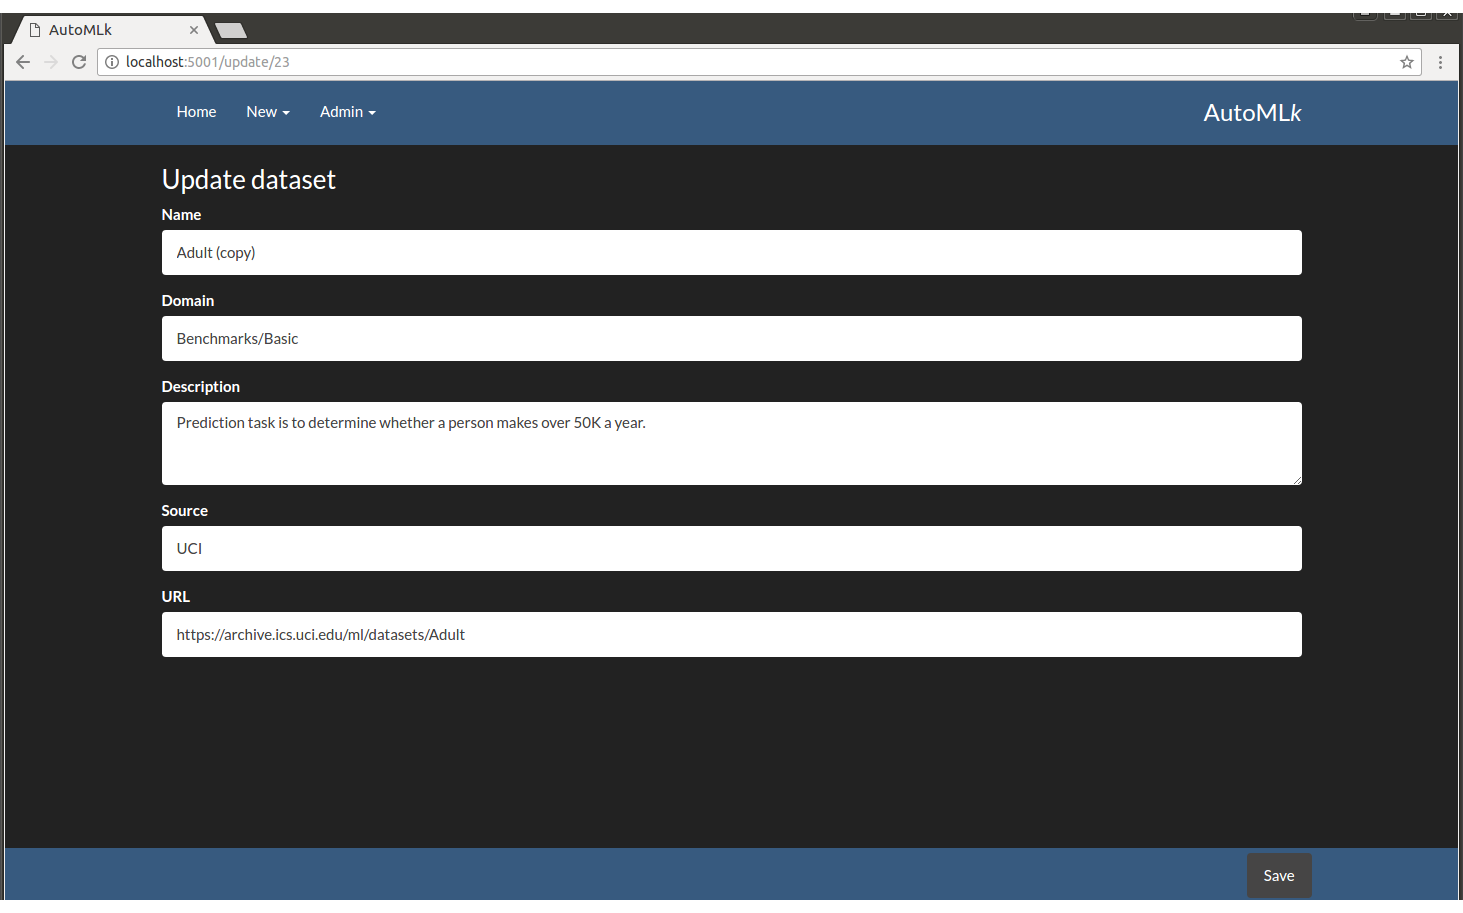 AutoMLk
localhost:5001/update/23
Home New Admin AutoMLk
Update dataset
Name
Adult (copy)
Domain
Benchmarks/Basic
Description
Prediction task is to determine whether a person makes over 50K a year.
Source
UCI
URL
https://archive.ics.uci.edu/ml/datasets/Adult
Save